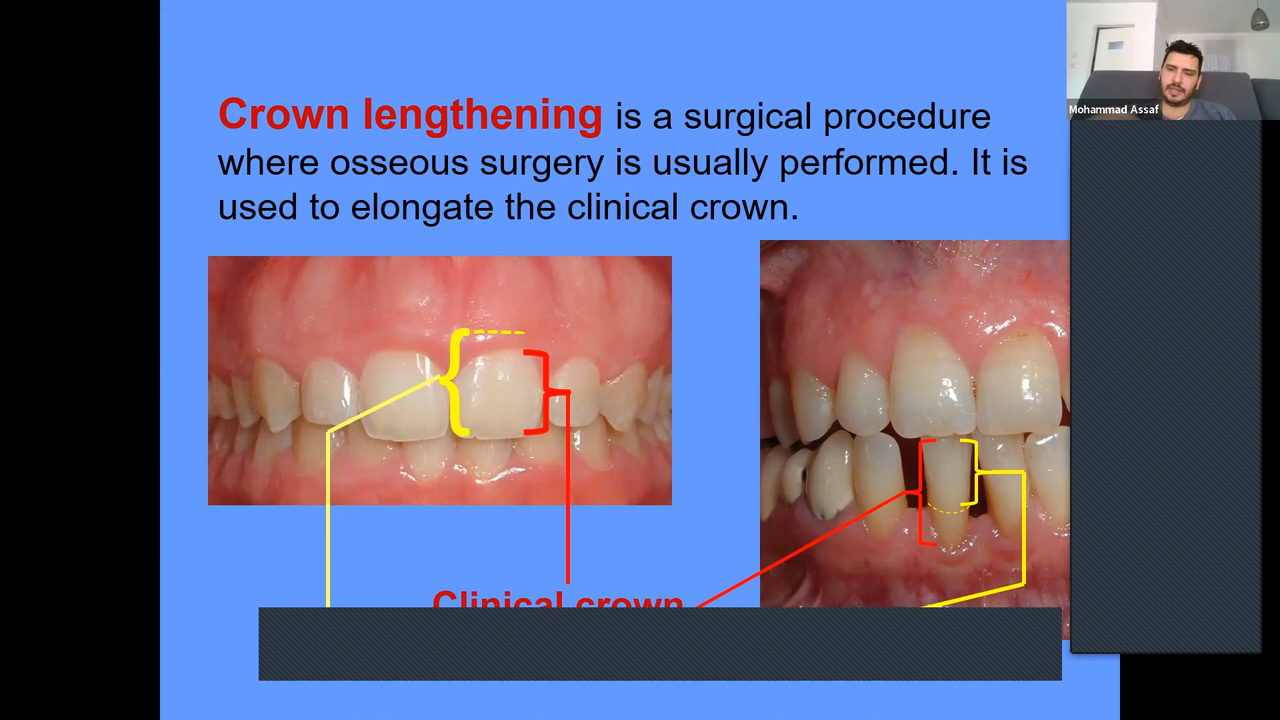 Mohammad Assaf
Crown lengthening is a surgical procedure
where osseous surgery is usually performed. It is
used to elongate the clinical crown.
Clinical crown